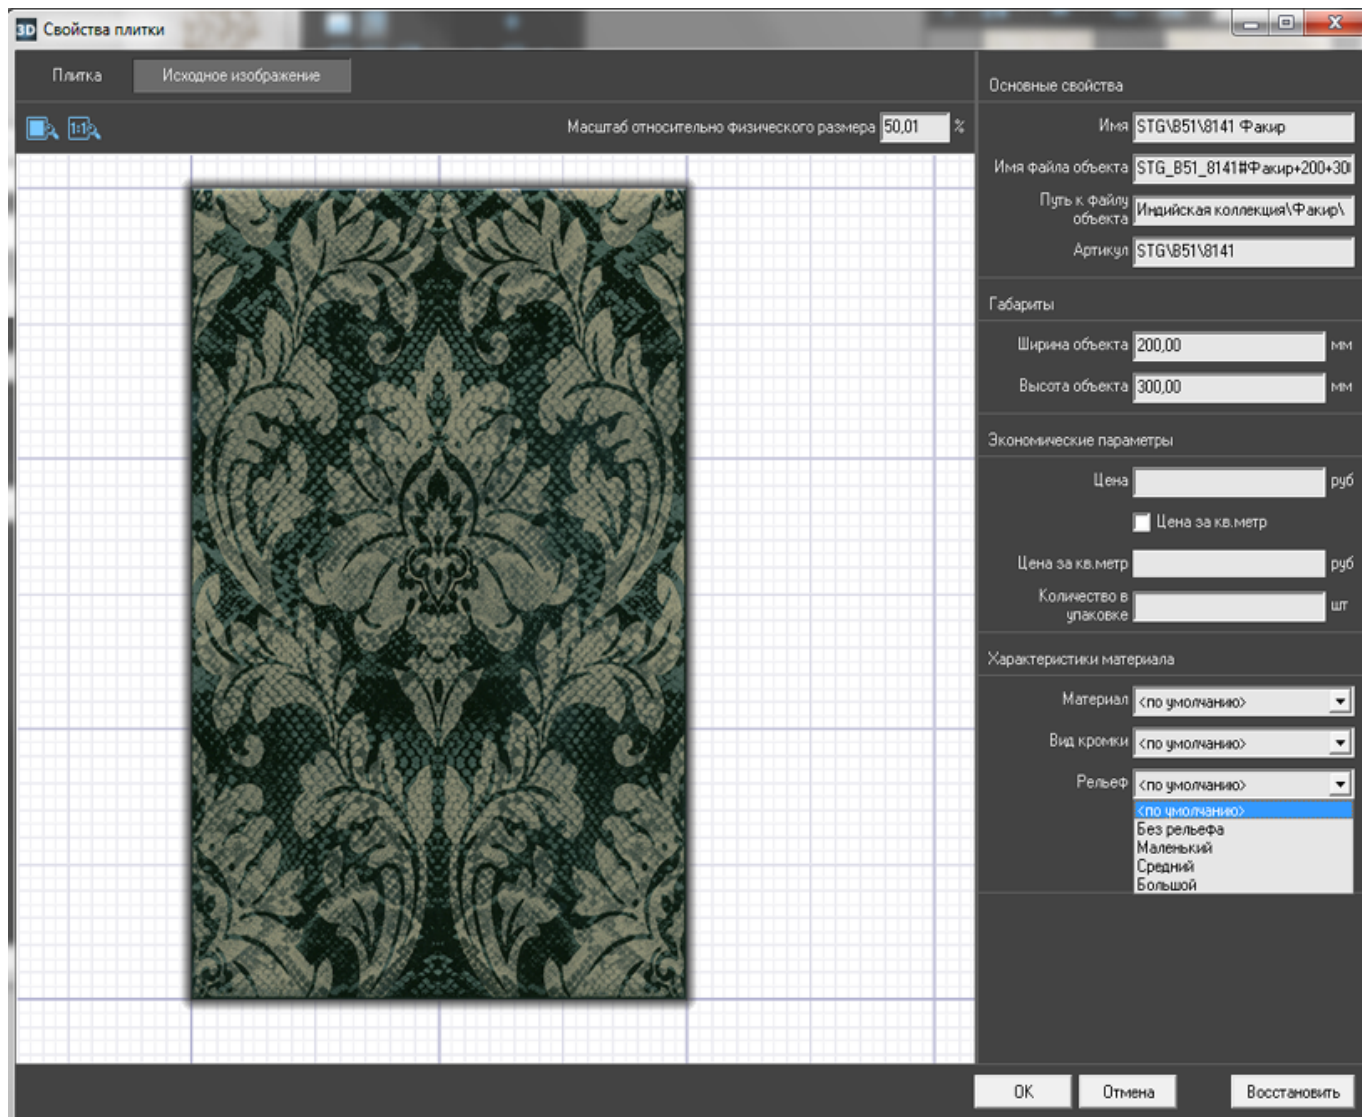 3D Свойства плитки
Плитка Исходное изображение
1:1 Масштаб относительно физического размера 50,01 %
Основные свойства
Имя STG\B51\8141 Факир
Имя файла объекта STG_B51_8141#Факир+200+30
Путь к файлу
объекта Индийская коллекция\Факир\
Артикул STG\B51\8141
Габариты
Ширина объекта 200,00 мм
Высота объекта 300,00 мм
Экономические параметры
Цена руб
Цена за кв.метр
Цена за кв.метр руб
Количество в
упаковке шт
Характеристики материала
Материал <по умолчанию>
Вид кромки <по умолчанию>
Рельеф <по умолчанию>
<по умолчанию>
Без рельефа
Маленький
Средний
Большой
OK Отмена Восстановить